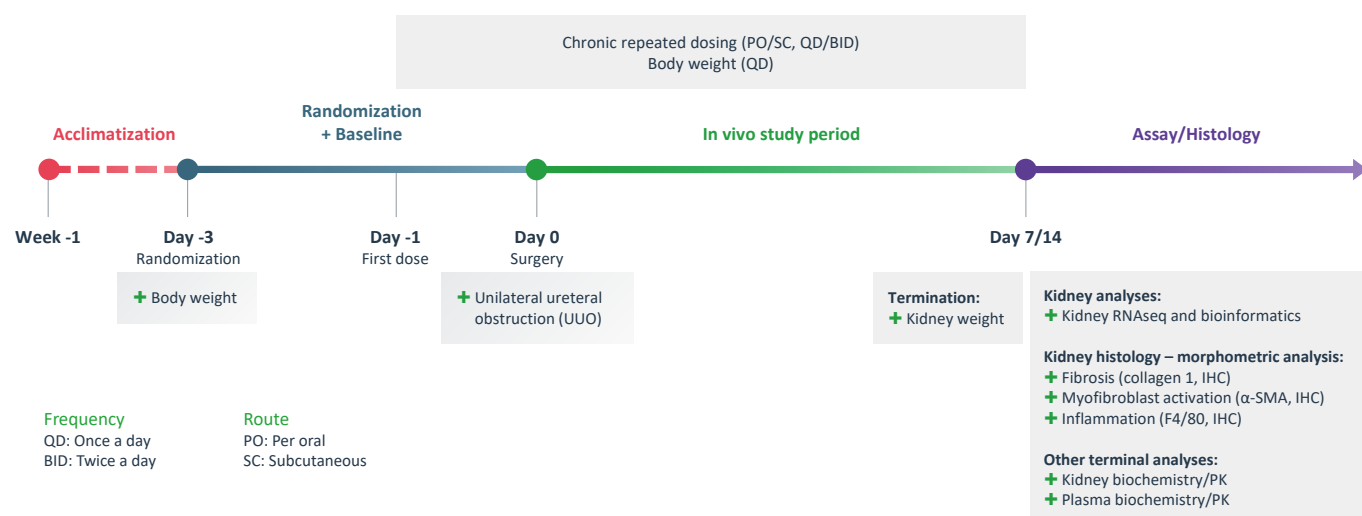 Chronic repeated dosing (PO/SC, QD/BID)
Body weight (QD)
Acclimatization
Randomization
+ Baseline
In vivo study period
Assay/Histology
Week -1
Day -3
Randomization
+ Body weight
Day -1
First dose
Day 0
Surgery
+ Unilateral ureteral
obstruction (UUO)
Day 7/14
Termination:
+ Kidney weight
Kidney analyses:
+ Kidney RNAseq and bioinformatics
Kidney histology – morphometric analysis:
+ Fibrosis (collagen 1, IHC)
+ Myofibroblast activation (α-SMA, IHC)
+ Inflammation (F4/80, IHC)
Other terminal analyses:
+ Kidney biochemistry/PK
+ Plasma biochemistry/PK
Frequency
QD: Once a day
BID: Twice a day
Route
PO: Per oral
SC: Subcutaneous